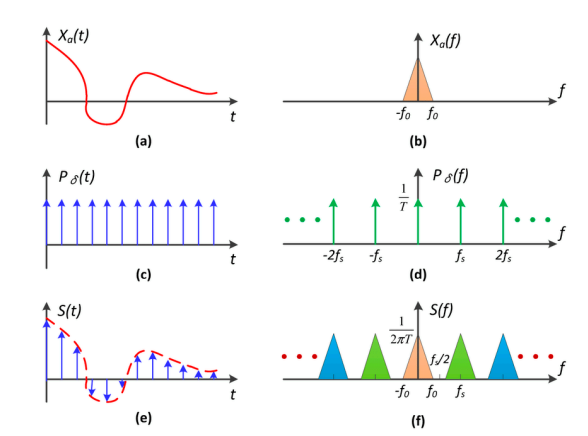 Xₐ(t)
t
(a)
Xₐ(f)
f
-f₀ f₀
(b)
P δ(t)
t
(c)
P δ(f)
1/T
f
-2fₛ -fₛ fₛ 2fₛ
(d)
S(t)
t
(e)
S(f)
1/2πT
fₛ/2
f
-f₀ f₀ fₛ
(f)